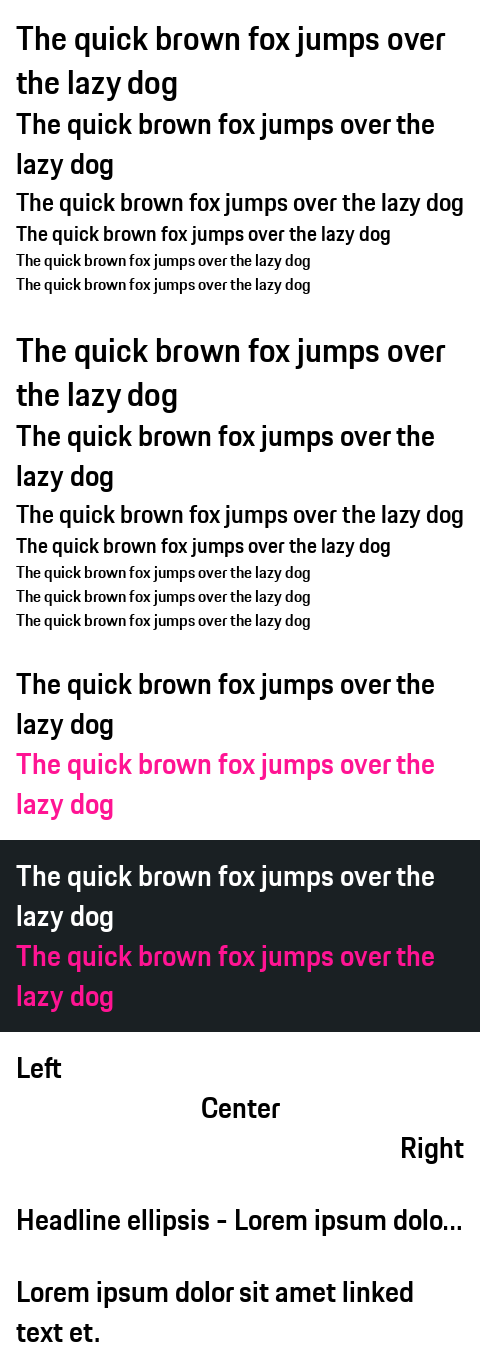 The quick brown fox jumps over
the lazy dog
The quick brown fox jumps over the
lazy dog
The quick brown fox jumps over the lazy dog
The quick brown fox jumps over the lazy dog
The quick brown fox jumps over the lazy dog
The quick brown fox jumps over the lazy dog
The quick brown fox jumps over
the lazy dog
The quick brown fox jumps over the
lazy dog
The quick brown fox jumps over the lazy dog
The quick brown fox jumps over the lazy dog
The quick brown fox jumps over the lazy dog
The quick brown fox jumps over the lazy dog
The quick brown fox jumps over the lazy dog
The quick brown fox jumps over the
lazy dog
The quick brown fox jumps over the
lazy dog
The quick brown fox jumps over the
lazy dog
The quick brown fox jumps over the
lazy dog
Left
Center
Right
Headline ellipsis - Lorem ipsum dolo...
Lorem ipsum dolor sit amet linked
text et.